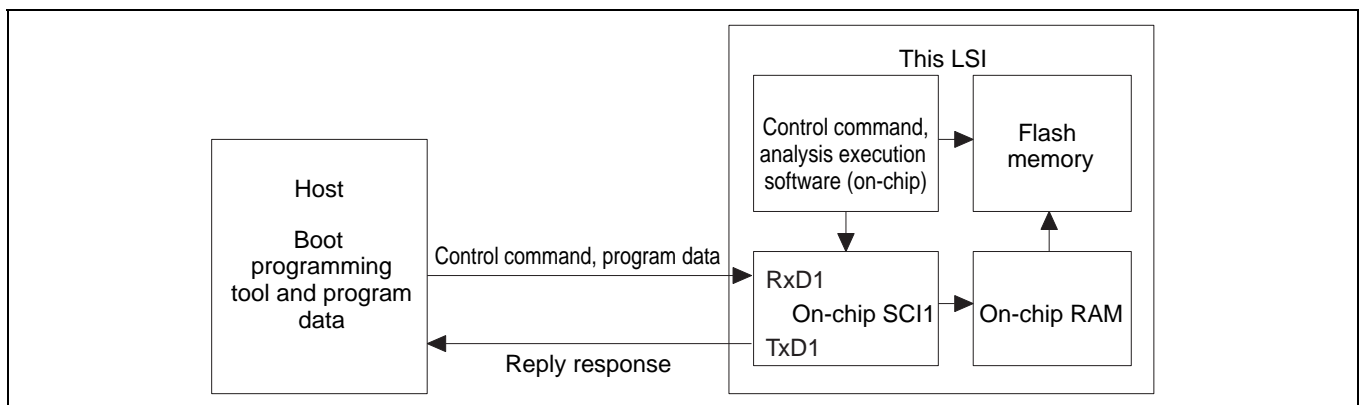 This LSI
Host
Boot
programming
tool and program
data
Control command, program data
Reply response
Control command,
analysis execution
software (on-chip)
Flash
memory
RxD1
On-chip SCI1
TxD1
On-chip RAM